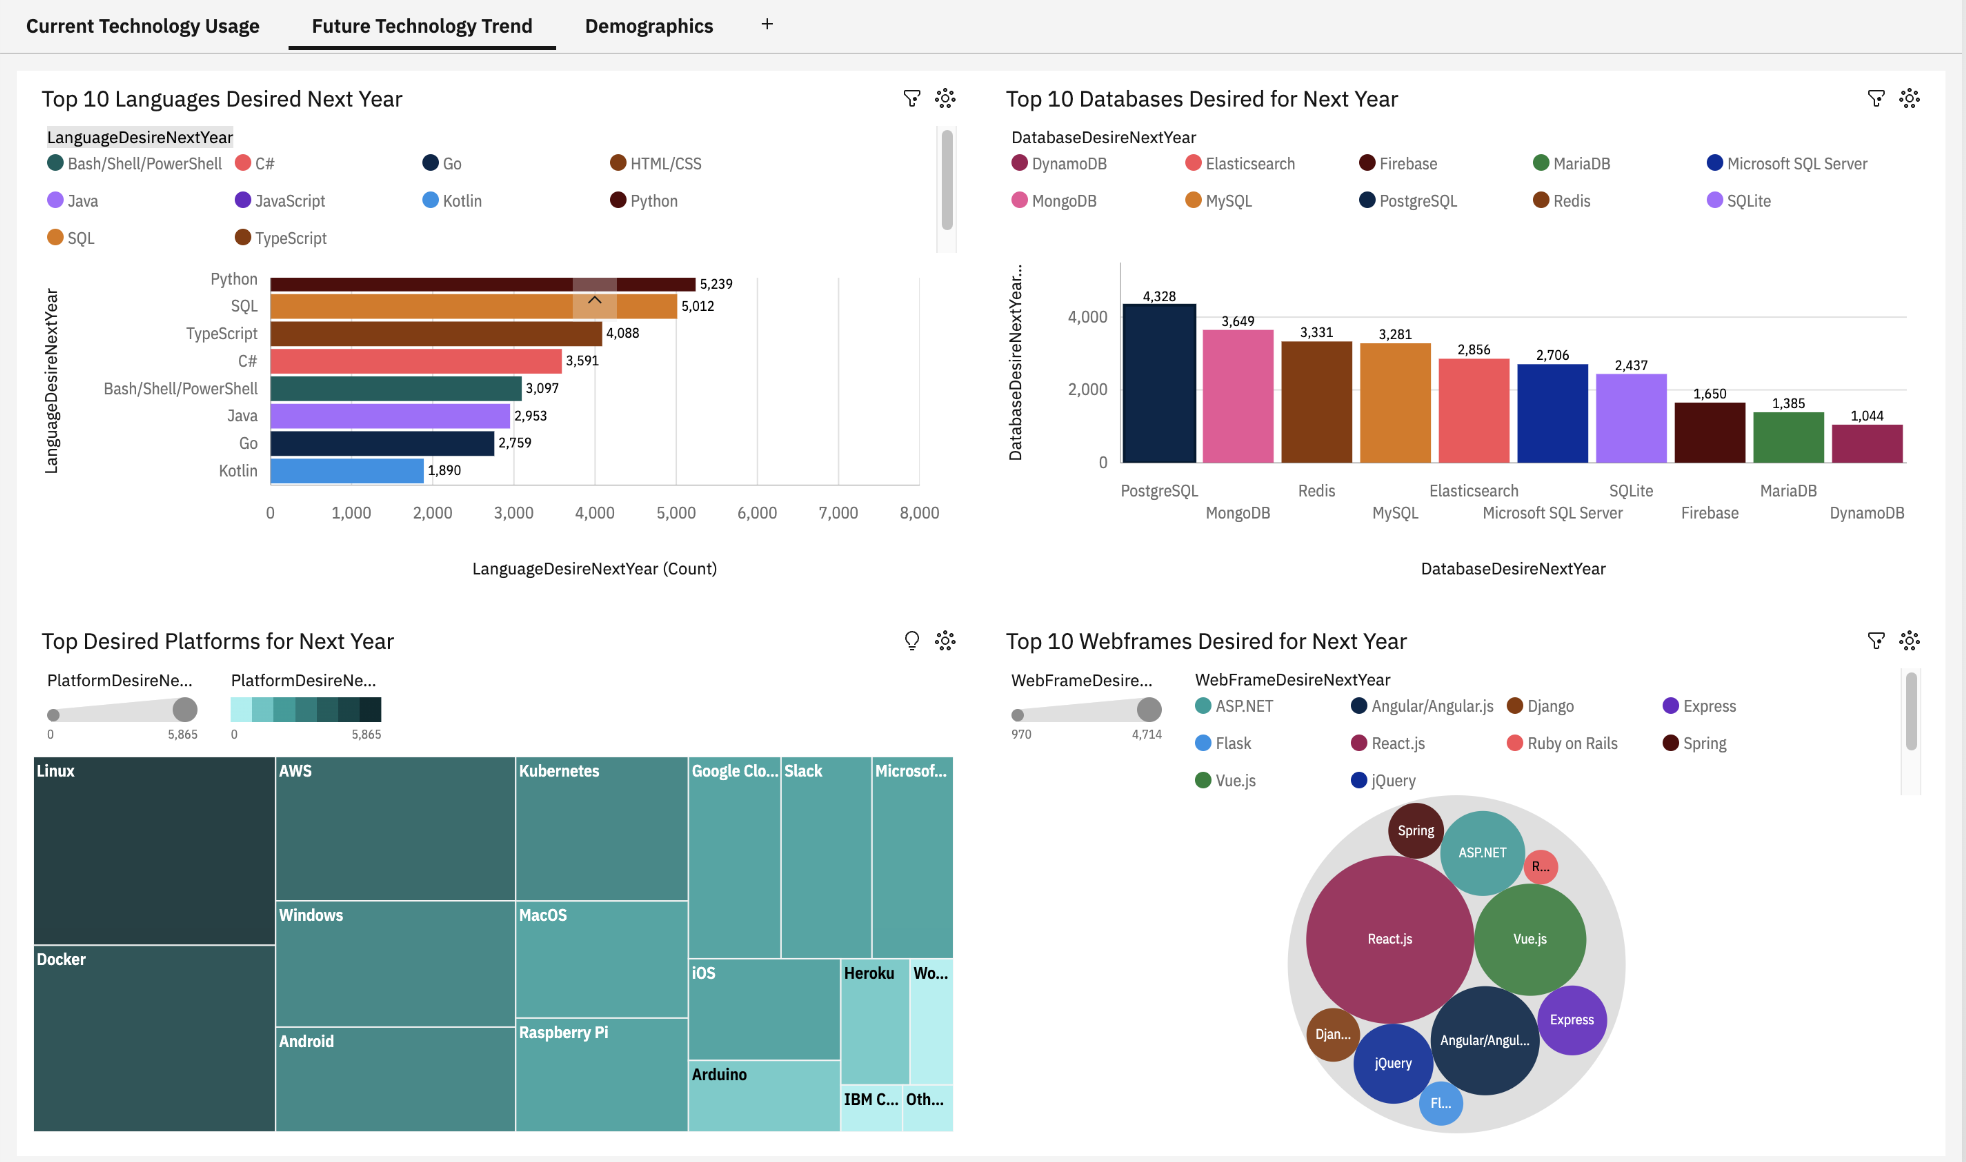 Current Technology Usage Future Technology Trend Demographics +
Top 10 Languages Desired Next Year
LanguageDesireNextYear
Bash/Shell/PowerShell C# Go HTML/CSS
Java JavaScript Kotlin Python
SQL TypeScript
LanguageDesireNextYear
Python 5,239
SQL 5,012
TypeScript 4,088
C# 3,591
Bash/Shell/PowerShell 3,097
Java 2,953
Go 2,759
Kotlin 1,890
0 1,000 2,000 3,000 4,000 5,000 6,000 7,000 8,000
LanguageDesireNextYear (Count)
Top 10 Databases Desired for Next Year
DatabaseDesireNextYear
DynamoDB Elasticsearch Firebase MariaDB Microsoft SQL Server
MongoDB MySQL PostgreSQL Redis SQLite
DatabaseDesireNextYear...
4,000
2,000
0
4,328 3,649 3,331 3,281 2,856 2,706 2,437 1,650 1,385 1,044
PostgreSQL Redis Elasticsearch SQLite MariaDB
MongoDB MySQL Microsoft SQL Server Firebase DynamoDB
DatabaseDesireNextYear
Top Desired Platforms for Next Year
PlatformDesireNe... PlatformDesireNe...
0 5,865 0 5,865
Linux AWS Kubernetes Google Clo... Slack Microsof...
Windows MacOS
Docker iOS Heroku Wo...
Android Raspberry Pi
Arduino IBM C... Oth...
Top 10 Webframes Desired for Next Year
WebFrameDesire... WebFrameDesireNextYear
970 4,714
ASP.NET Angular/Angular.js Django Express
Flask React.js Ruby on Rails Spring
Vue.js jQuery
Spring ASP.NET R...
React.js Vue.js
Djan... jQuery Angular/Angul... Express
Fl...